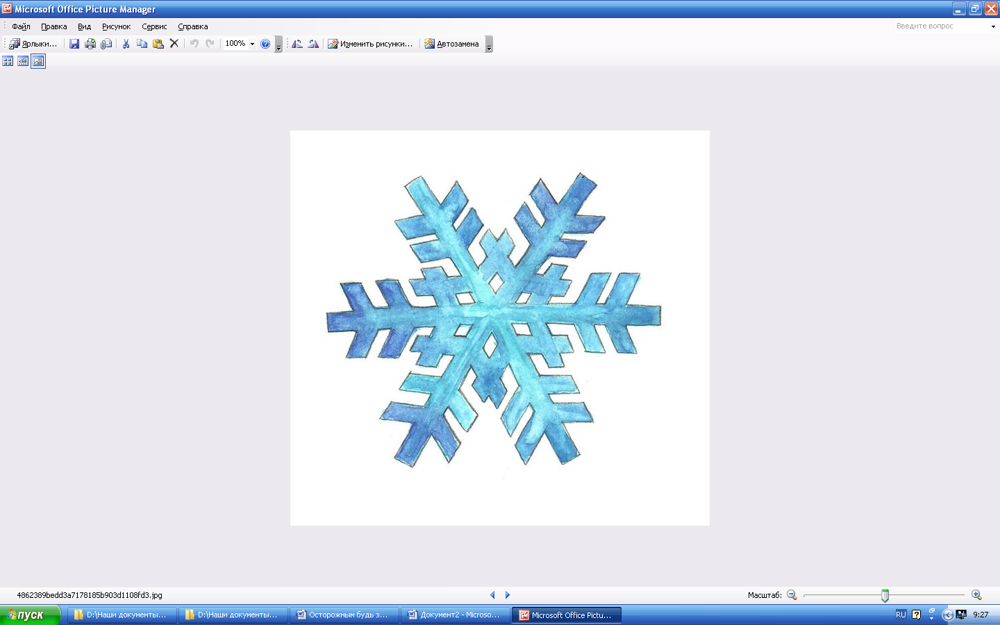 Microsoft Office Picture Manager
Файл Правка Вид Рисунок Сервис Справка Введите вопрос
Ярлыки... 100% Изменить рисунки... Автозамена
4862389bedd3a7178185b903d1108fd3.jpg Масштаб:
пуск D:\Наши документы... D:\Наши документы... Осторожным будь з... Документ2 - Microso... Microsoft Office Pictu... RU 9:27